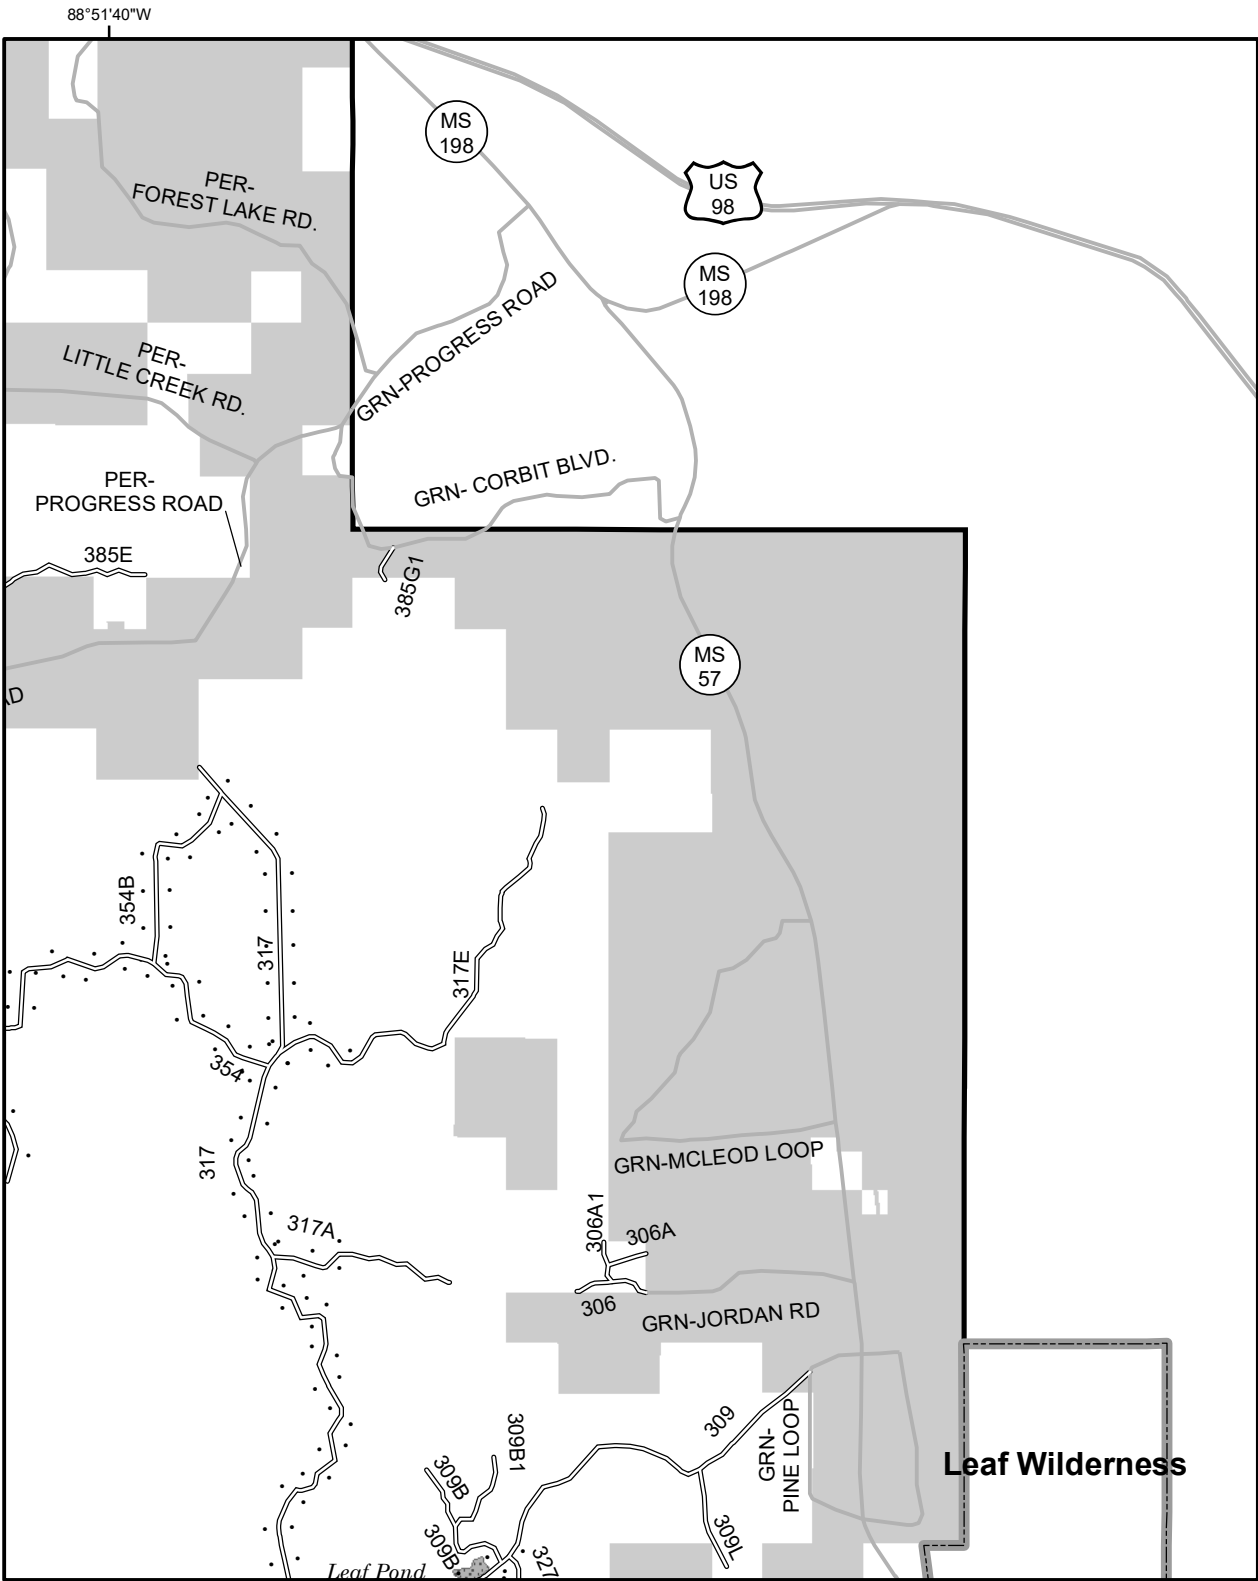 88°51'40"W
MS
198
US
98
PER-
FOREST LAKE RD.
MS
198
GRN-PROGRESS ROAD
PER-
LITTLE CREEK RD.
GRN- CORBIT BLVD.
PER-
PROGRESS ROAD
385E
385G1
MS
57
AD
354B
317
317E
354
317
GRN-MCLEOD LOOP
317A
306A1
306A
306
GRN-JORDAN RD
309
GRN-
PINE LOOP
309B1
309B
Leaf Wilderness
309B
309L
327
Leaf Pond